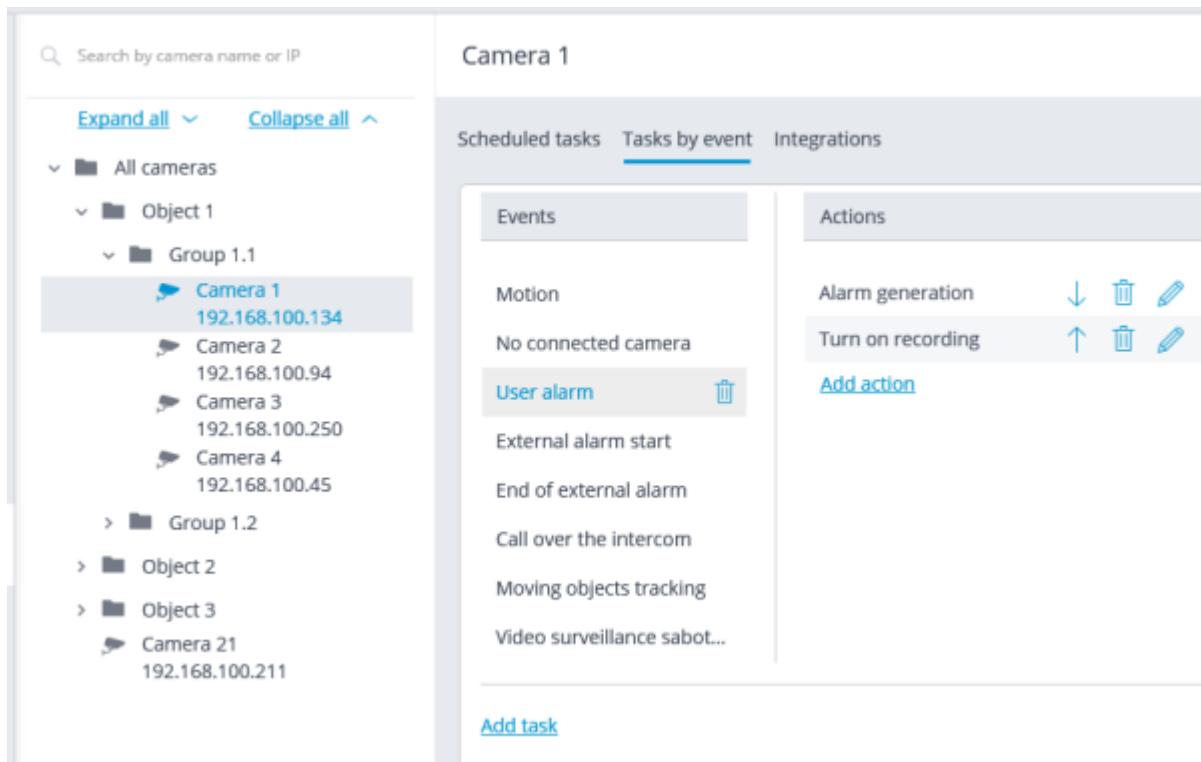 Search by camera name or IP
Expand all
Collapse all
All cameras
Object 1
Group 1.1
Camera 1
192.168.100.134
Camera 2
192.168.100.94
Camera 3
192.168.100.250
Camera 4
192.168.100.45
Group 1.2
Object 2
Object 3
Camera 21
192.168.100.211
Camera 1
Scheduled tasks
Tasks by event
Integrations
Events
Motion
No connected camera
User alarm
External alarm start
End of external alarm
Call over the intercom
Moving objects tracking
Video surveillance sabot...
Actions
Alarm generation
Turn on recording
Add action
Add task